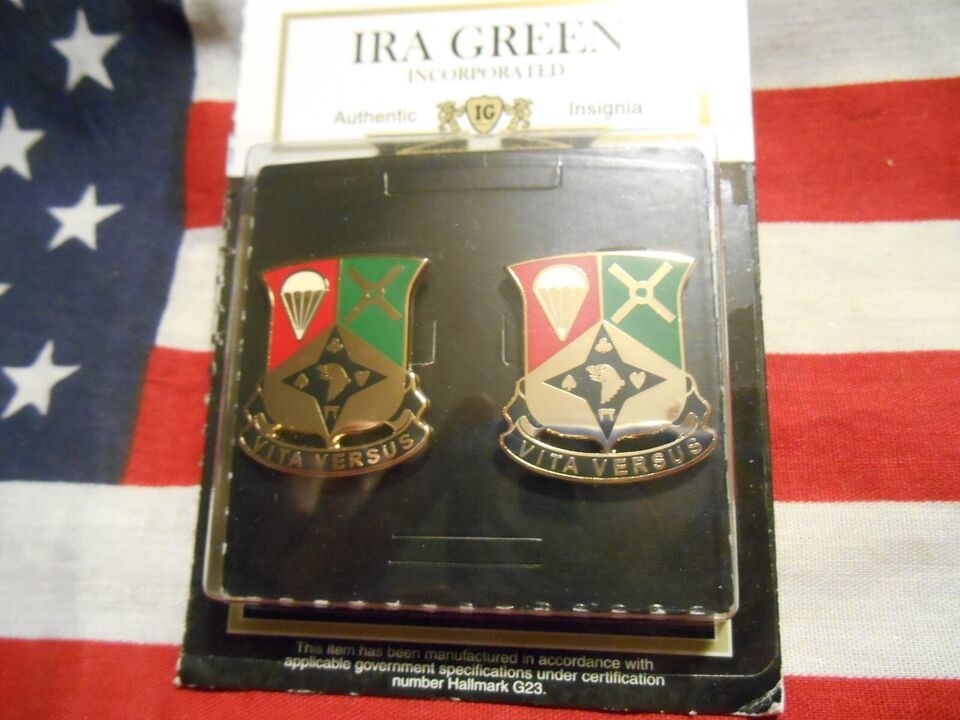 IRA GREEN
INCORPORATED
Authentic IG Insignia
VITA VERSUS
VITA VERSUS
This item has been manufactured in accordance with
applicable government specifications under certification
number Hallmark G23.